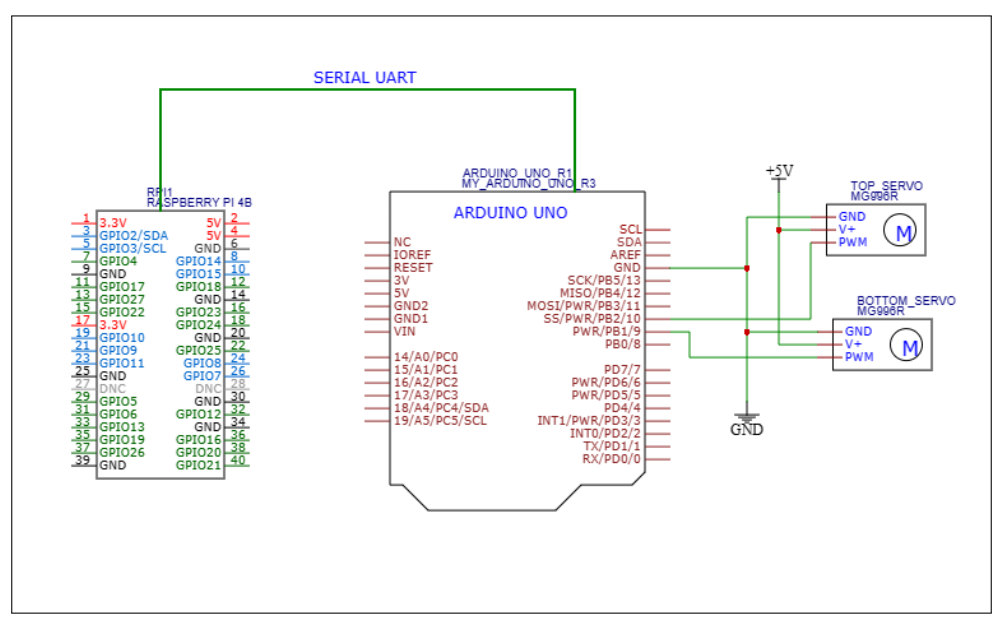 SERIAL UART
RPI1
RASPBERRY PI 4B
1 3.3V 5V 2
3 GPIO2/SDA 5V 4
5 GPIO3/SCL GND 6
7 GPIO4 GPIO14 8
9 GND GPIO15 10
11 GPIO17 GPIO18 12
13 GPIO27 GND 14
15 GPIO22 GPIO23 16
17 3.3V GPIO24 18
19 GPIO10 GND 20
21 GPIO9 GPIO25 22
23 GPIO11 GPIO8 24
25 GND GPIO7 26
27 DNC DNC 28
29 GPIO5 GND 30
31 GPIO6 GPIO12 32
33 GPIO13 GND 34
35 GPIO19 GPIO16 36
37 GPIO26 GPIO20 38
39 GND GPIO21 40
ARDUINO_UNO_R1
MY_ARDUINO_UNO_R3
ARDUINO UNO
NC
IOREF
RESET
3V
5V
GND2
GND1
VIN
14/A0/PC0
15/A1/PC1
16/A2/PC2
17/A3/PC3
18/A4/PC4/SDA
19/A5/PC5/SCL
SCL
SDA
AREF
GND
SCK/PB5/13
MISO/PB4/12
MOSI/PWR/PB3/11
SS/PWR/PB2/10
PWR/PB1/9
PB0/8
PD7/7
PWR/PD6/6
PWR/PD5/5
PD4/4
INT1/PWR/PD3/3
INT0/PD2/2
TX/PD1/1
RX/PD0/0
+5V
GND
TOP_SERVO
MG996R
GND
V+
PWM
M
BOTTOM_SERVO
MG996R
GND
V+
PWM
M